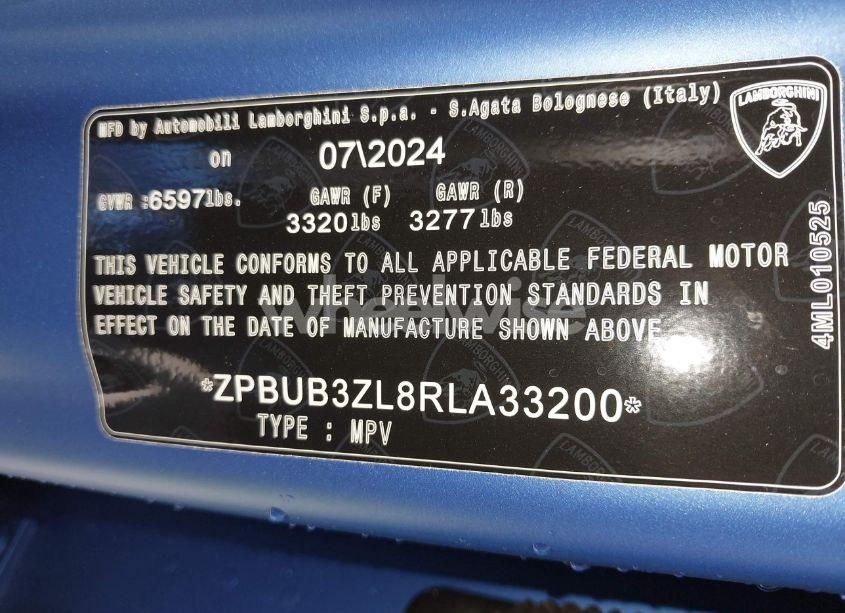 MFD by Automobili Lamborghini S.p.a. - S.Agata Bolognese (Italy)
on 07\2024
GVWR :6597lbs. GAWR (F) GAWR (R)
3320lbs 3277lbs
THIS VEHICLE CONFORMS TO ALL APPLICABLE FEDERAL MOTOR
VEHICLE SAFETY AND THEFT PREVENTION STANDARDS IN
EFFECT ON THE DATE OF MANUFACTURE SHOWN ABOVE
*ZPBUB3ZL8RLA33200*
TYPE : MPV
LAMBORGHINI
4ML010525
wheelwise